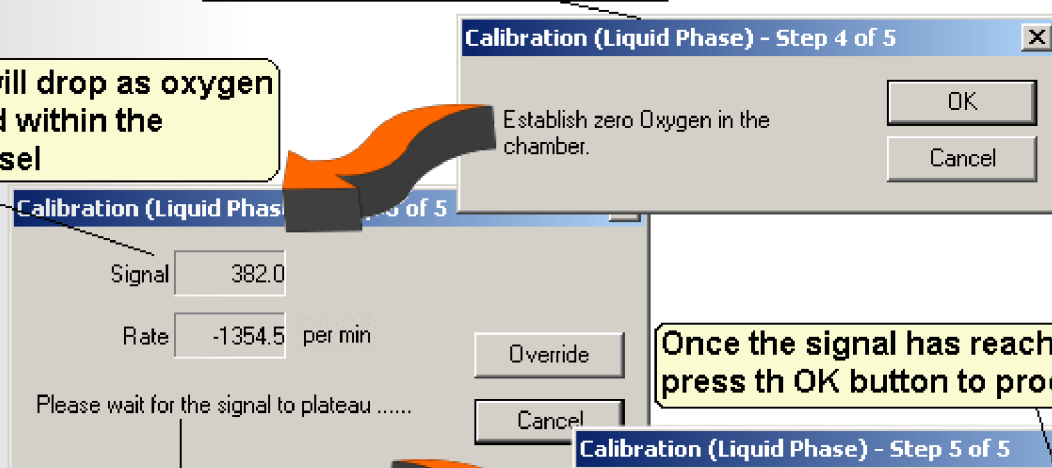 Calibration (Liquid Phase) - Step 4 of 5
Establish zero Oxygen in the
chamber.
OK
Cancel
will drop as oxygen
within the
Calibration (Liquid Phas
of 5
Signal 382.0
Rate -1354.5 per min
Please wait for the signal to plateau ......
Override
Cancel
Once the signal has reach
press th OK button to pro
Calibration (Liquid Phase) - Step 5 of 5